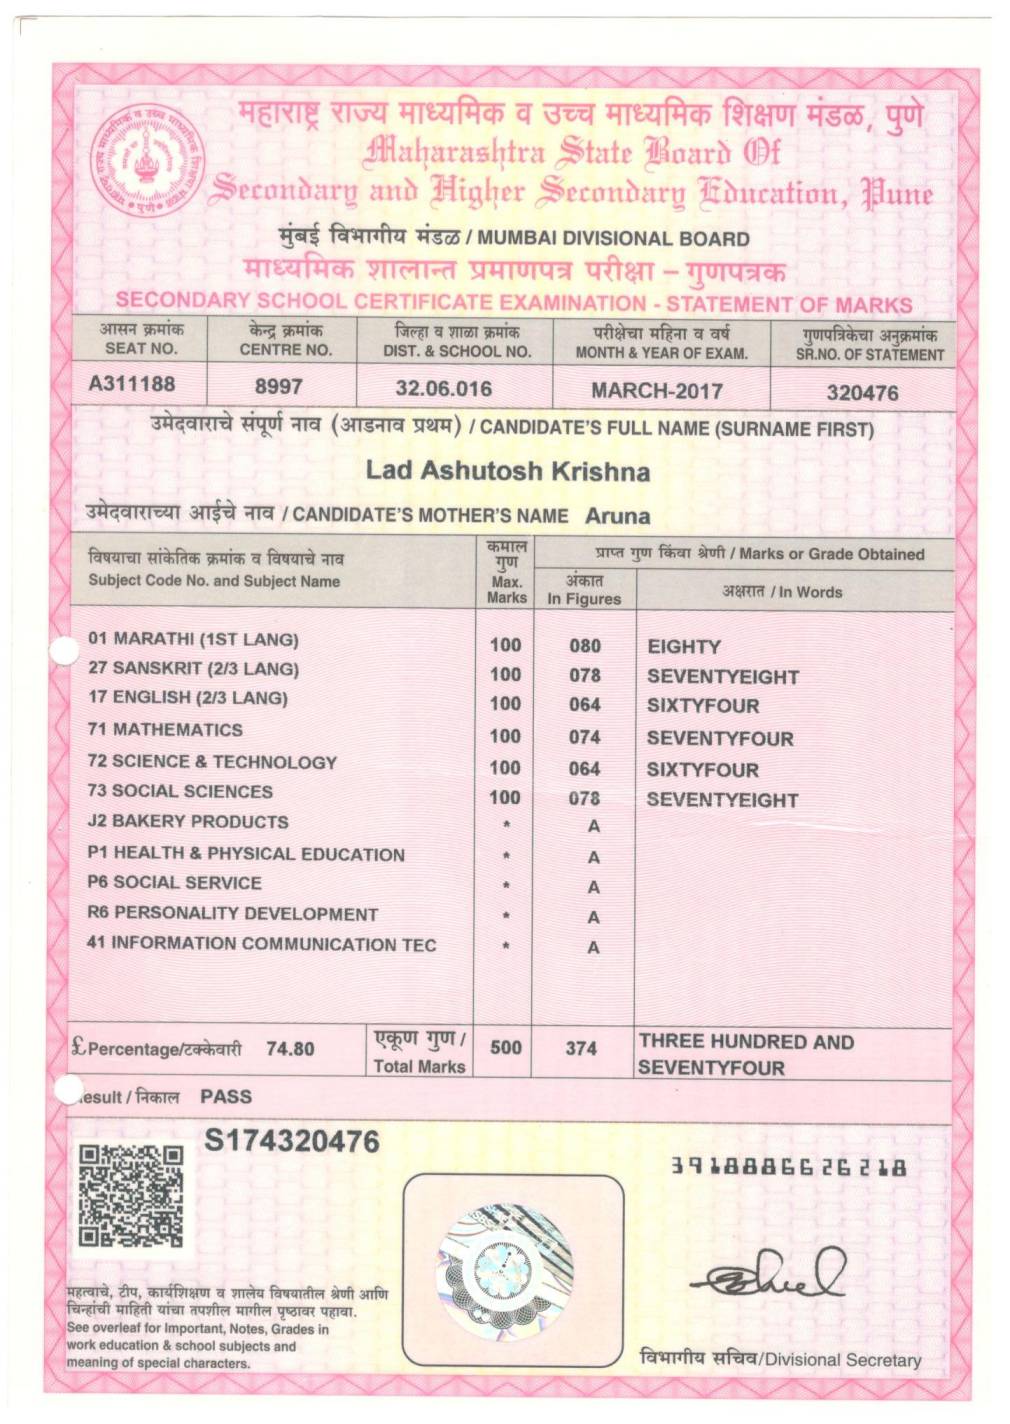 महाराष्ट्र राज्य माध्यमिक व उच्च माध्यमिक शिक्षण मंडळ, पुणे
Maharashtra State Board Of
Secondary and Higher Secondary Education, Pune
मुंबई विभागीय मंडळ / MUMBAI DIVISIONAL BOARD
माध्यमिक शालान्त प्रमाणपत्र परीक्षा – गुणपत्रक
SECONDARY SCHOOL CERTIFICATE EXAMINATION - STATEMENT OF MARKS
आसन क्रमांक केन्द्र क्रमांक जिल्हा व शाळा क्रमांक परीक्षेचा महिना व वर्ष गुणपत्रिकेचा अनुक्रमांक
SEAT NO. CENTRE NO. DIST. & SCHOOL NO. MONTH & YEAR OF EXAM. SR.NO. OF STATEMENT
A311188 8997 32.06.016 MARCH-2017 320476
उमेदवाराचे संपूर्ण नाव (आडनाव प्रथम) / CANDIDATE'S FULL NAME (SURNAME FIRST)
Lad Ashutosh Krishna
उमेदवाराच्या आईचे नाव / CANDIDATE'S MOTHER'S NAME Aruna
विषयाचा सांकेतिक क्रमांक व विषयाचे नाव
Subject Code No. and Subject Name
कमाल
गुण
Max.
Marks
प्राप्त गुण किंवा श्रेणी / Marks or Grade Obtained
अंकात
In Figures
अक्षरात / In Words
01 MARATHI (1ST LANG) 100 080 EIGHTY
27 SANSKRIT (2/3 LANG) 100 078 SEVENTYEIGHT
17 ENGLISH (2/3 LANG) 100 064 SIXTYFOUR
71 MATHEMATICS 100 074 SEVENTYFOUR
72 SCIENCE & TECHNOLOGY 100 064 SIXTYFOUR
73 SOCIAL SCIENCES 100 078 SEVENTYEIGHT
J2 BAKERY PRODUCTS * A
P1 HEALTH & PHYSICAL EDUCATION * A
P6 SOCIAL SERVICE * A
R6 PERSONALITY DEVELOPMENT * A
41 INFORMATION COMMUNICATION TEC * A
£ Percentage/टक्केवारी 74.80
एकूण गुण /
Total Marks
500 374
THREE HUNDRED AND
SEVENTYFOUR
esult / निकाल PASS
S174320476
3918886626218
महत्वाचे, टीप, कार्यशिक्षण व शालेय विषयातील श्रेणी आणि
चिन्हांची माहिती यांचा तपशील मागील पृष्ठावर पहावा.
See overleaf for Important, Notes, Grades in
work education & school subjects and
meaning of special characters.
विभागीय सचिव/Divisional Secretary